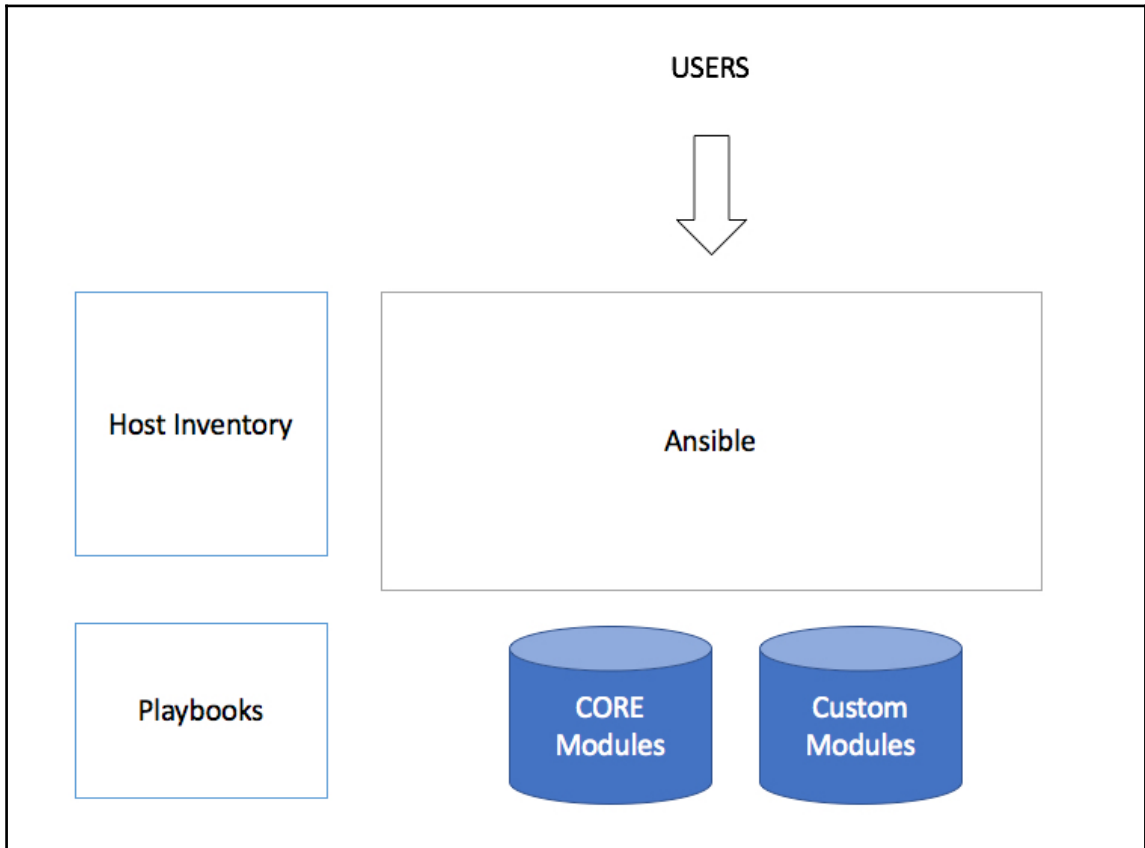 USERS
Host Inventory
Ansible
Playbooks
CORE
Modules
Custom
Modules